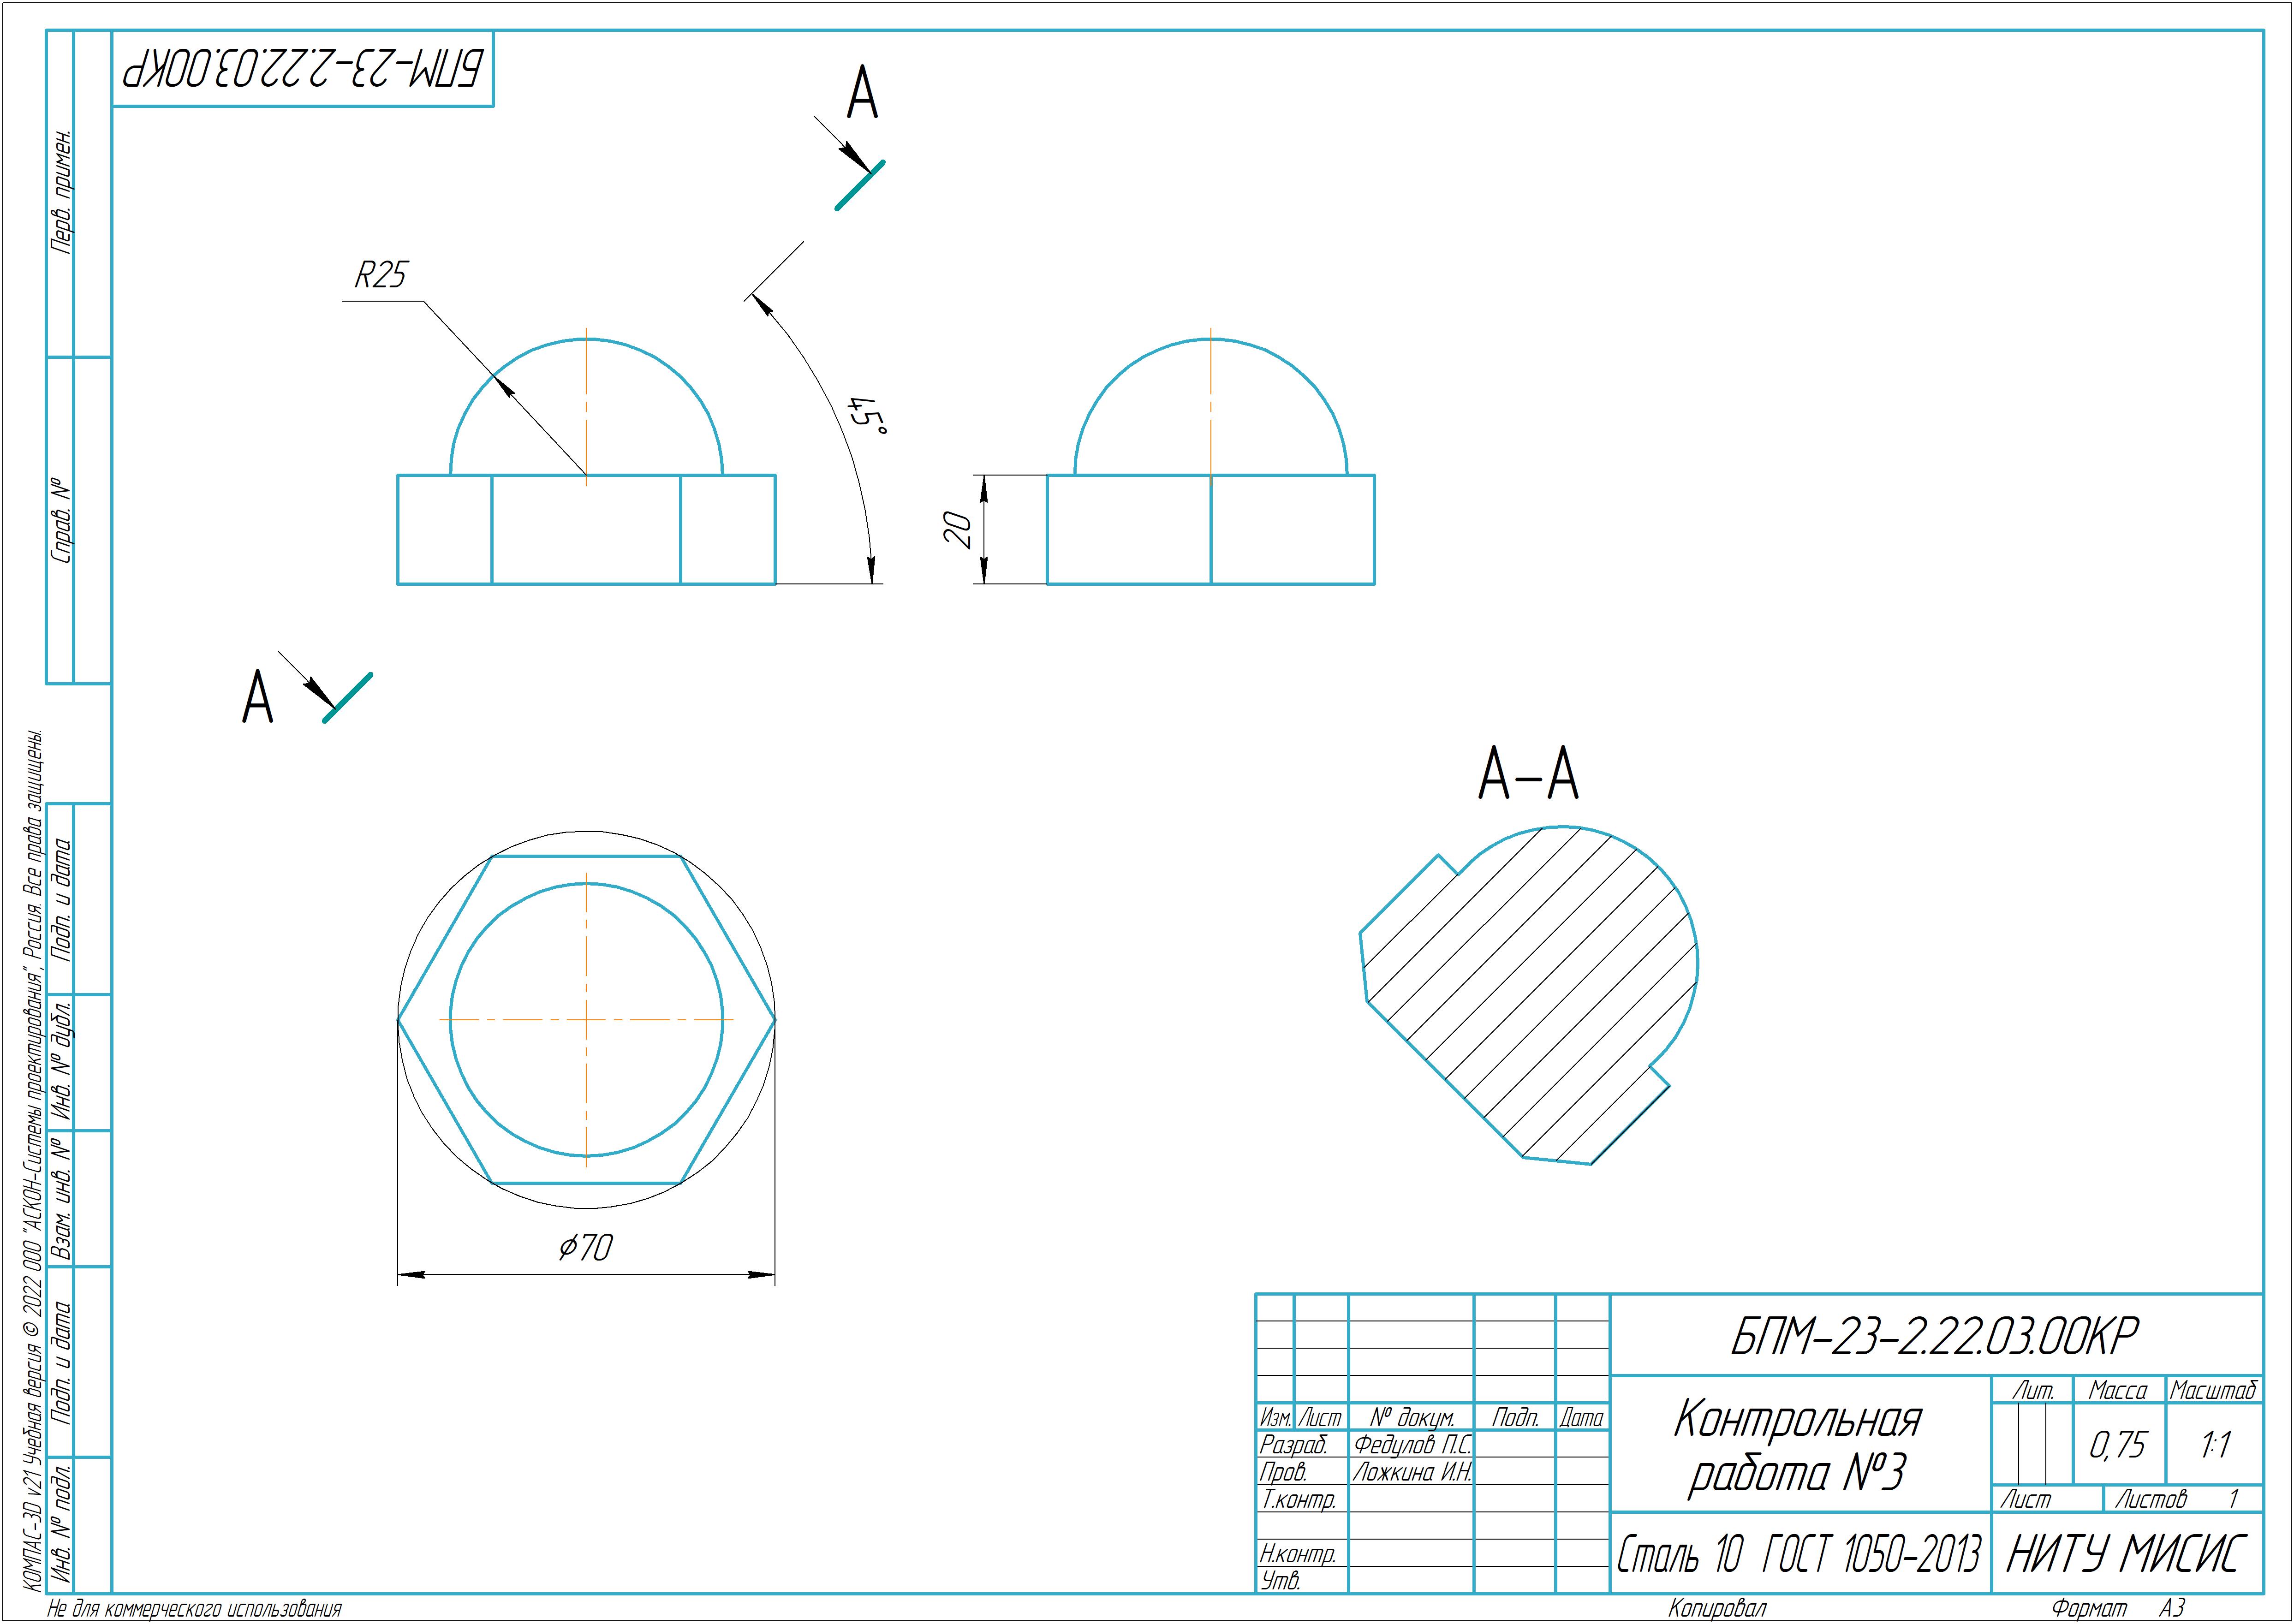 БПМ-23-2.22.03.00КР
Перв. примен.
Справ. №
Подп. и дата
Инв. № дубл.
Взам. инв. №
Подп. и дата
Инв. № подл.
КОМПАС-3D v21 Учебная версия © 2022 ООО "АСКОН-Системы проектирования", Россия. Все права защищены.
А
R25
45°
20
А
А-А
⌀70
БПМ-23-2.22.03.00КР
Лит. Масса Масштаб
Контрольная
работа №3
0,75 1:1
Изм. Лист № докум. Подп. Дата
Разраб. Федулов П.С.
Пров. Ложкина И.Н.
Т.контр.
Лист Листов 1
Н.контр.
Утв.
Сталь 10 ГОСТ 1050-2013
НИТУ МИСИС
Не для коммерческого использования
Копировал
Формат А3